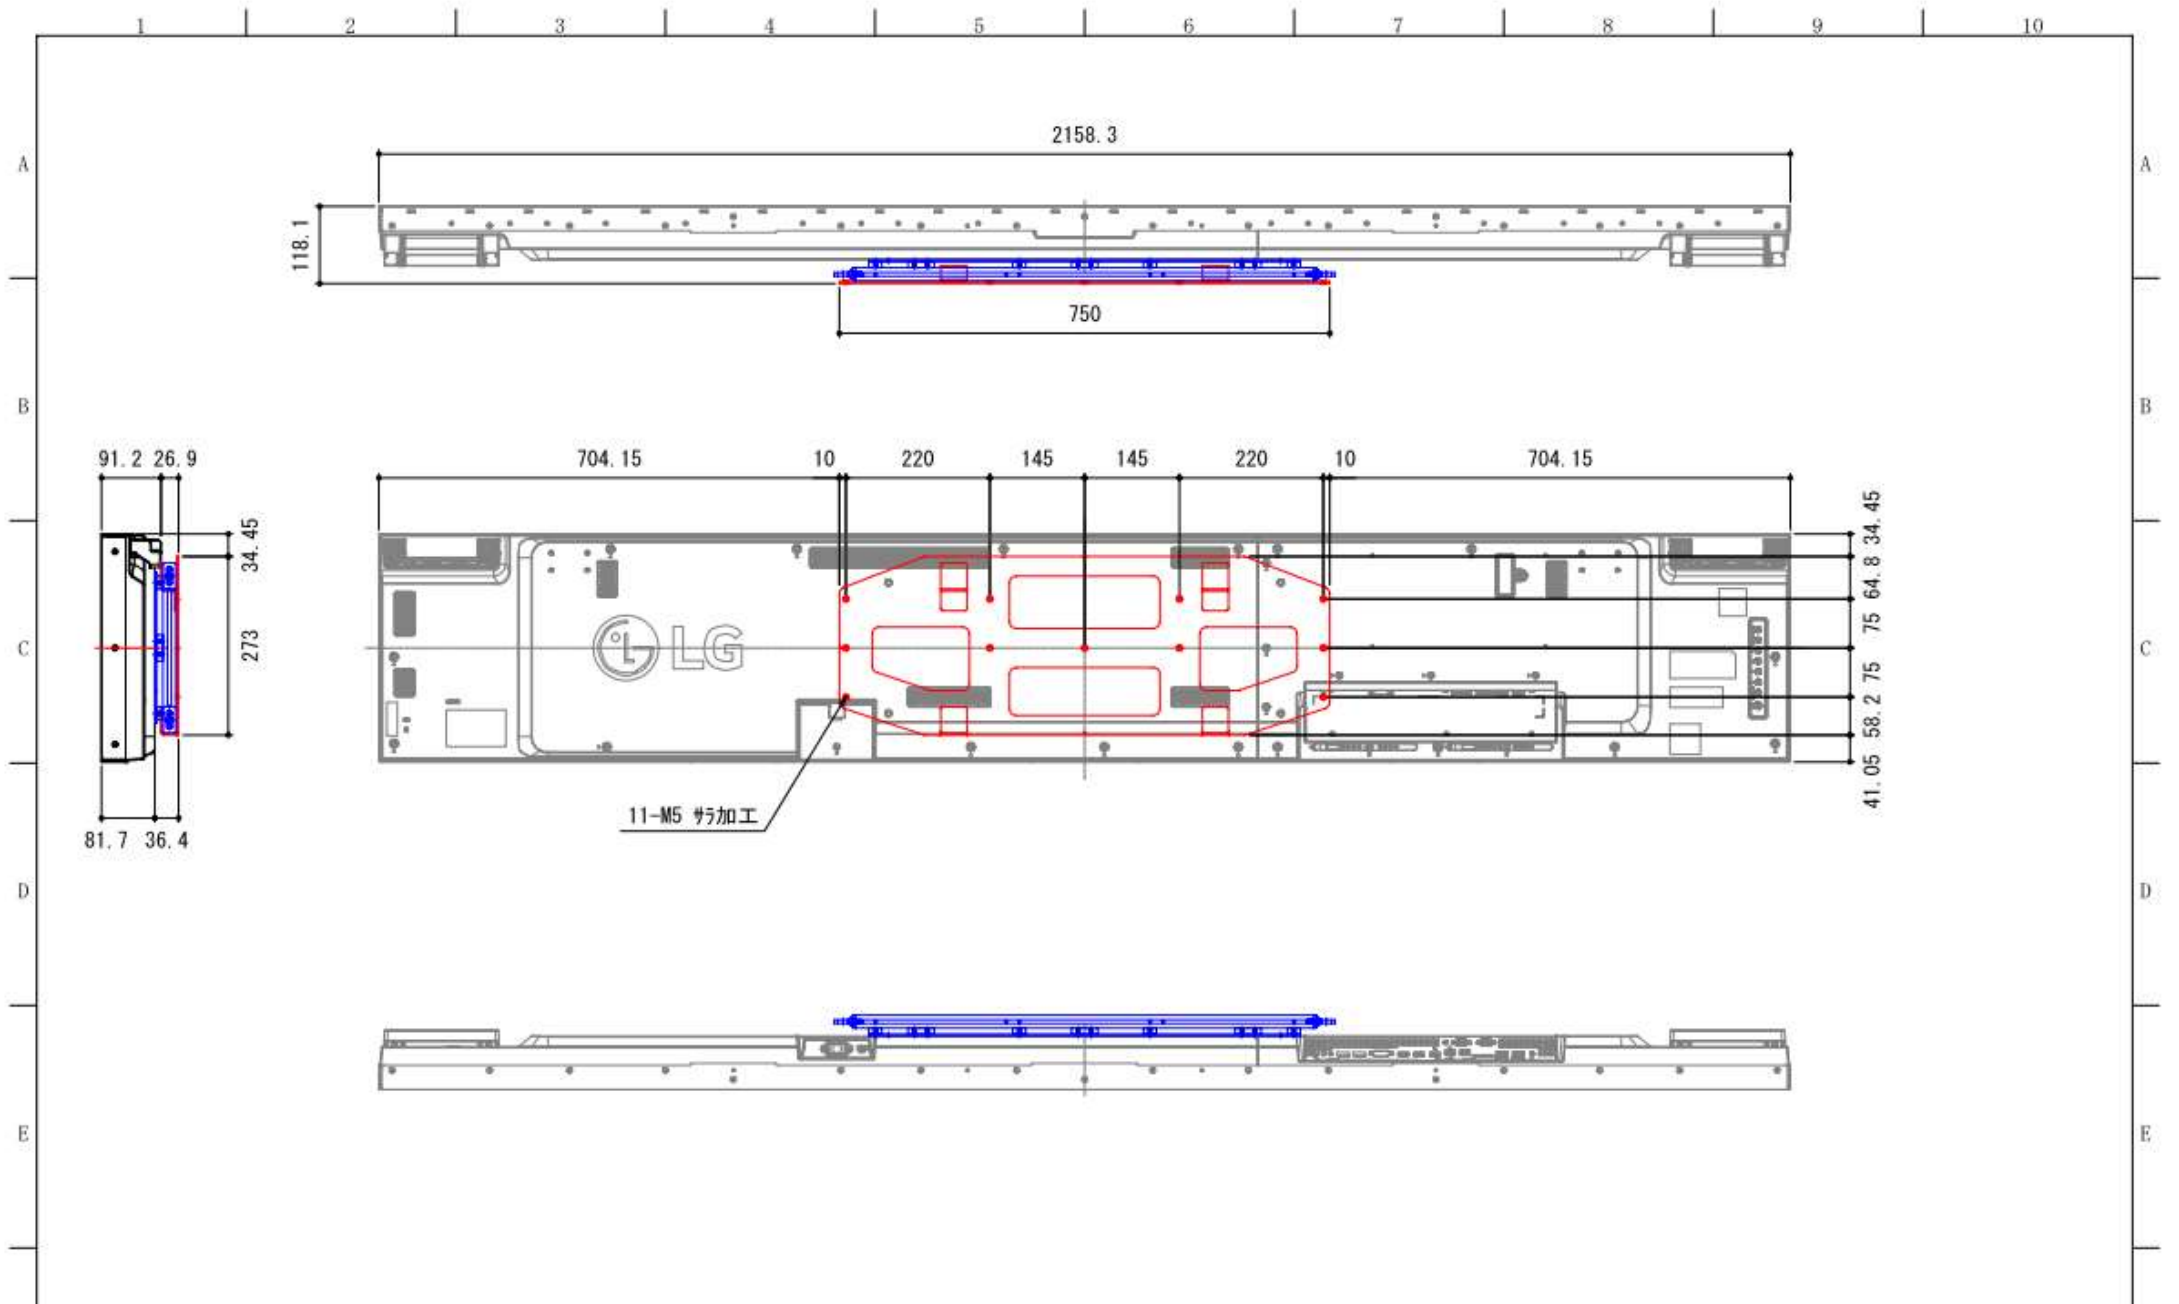 1 2 3 4 5 6 7 8 9 10
2158.3
A A
118.1
750
B B
91.2 26.9 704.15 10 220 145 145 220 10 704.15
34.45 34.45
64.8
75
C LG C
273
75
58.2
41.05
11-M5 ｻﾗ加工
81.7 36.4
D D
E E